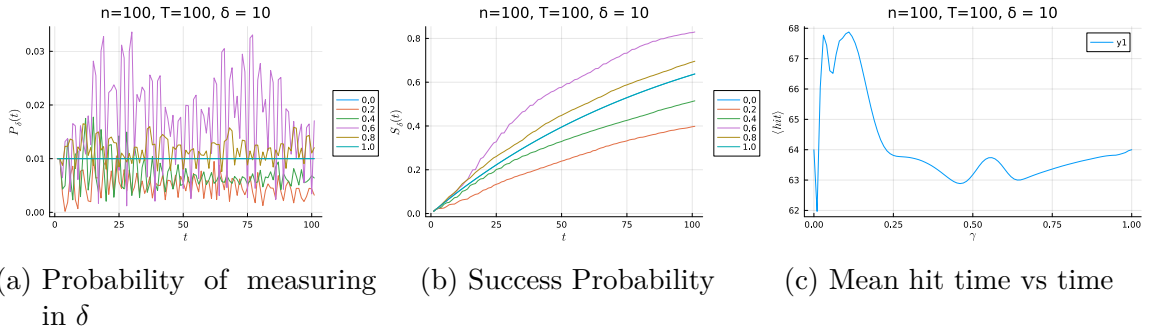 n=100, T=100, δ = 10
0.03
0.02
0.01
0.00
25
50
75
100
P_δ(t)
t
0,0
0.2
0.4
0.6
0.8
1.0
n=100, T=100, δ = 10
0.8
0.6
0.4
0.2
0.0
25
50
75
100
S_δ(t)
t
0,0
0.2
0.4
0.6
0.8
1.0
n=100, T=100, δ = 10
68
67
66
65
64
63
62
0.00
0.25
0.50
0.75
1.00
⟨hit⟩
γ
y1
a) Probability of measuring
in δ
(b) Success Probability
(c) Mean hit time vs time